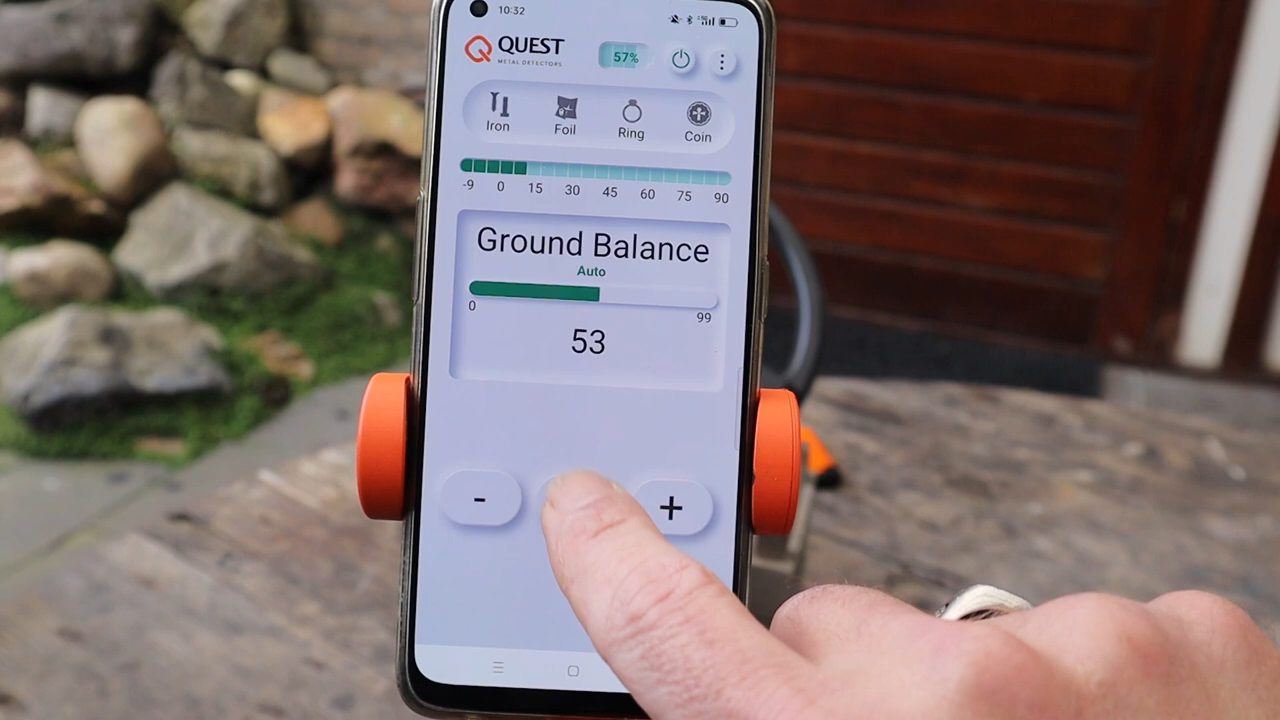 10:32
QUEST
METAL DETECTORS
57%
Iron Foil Ring Coin
-9 0 15 30 45 60 75 90
Ground Balance
Auto
0 99
53
- +